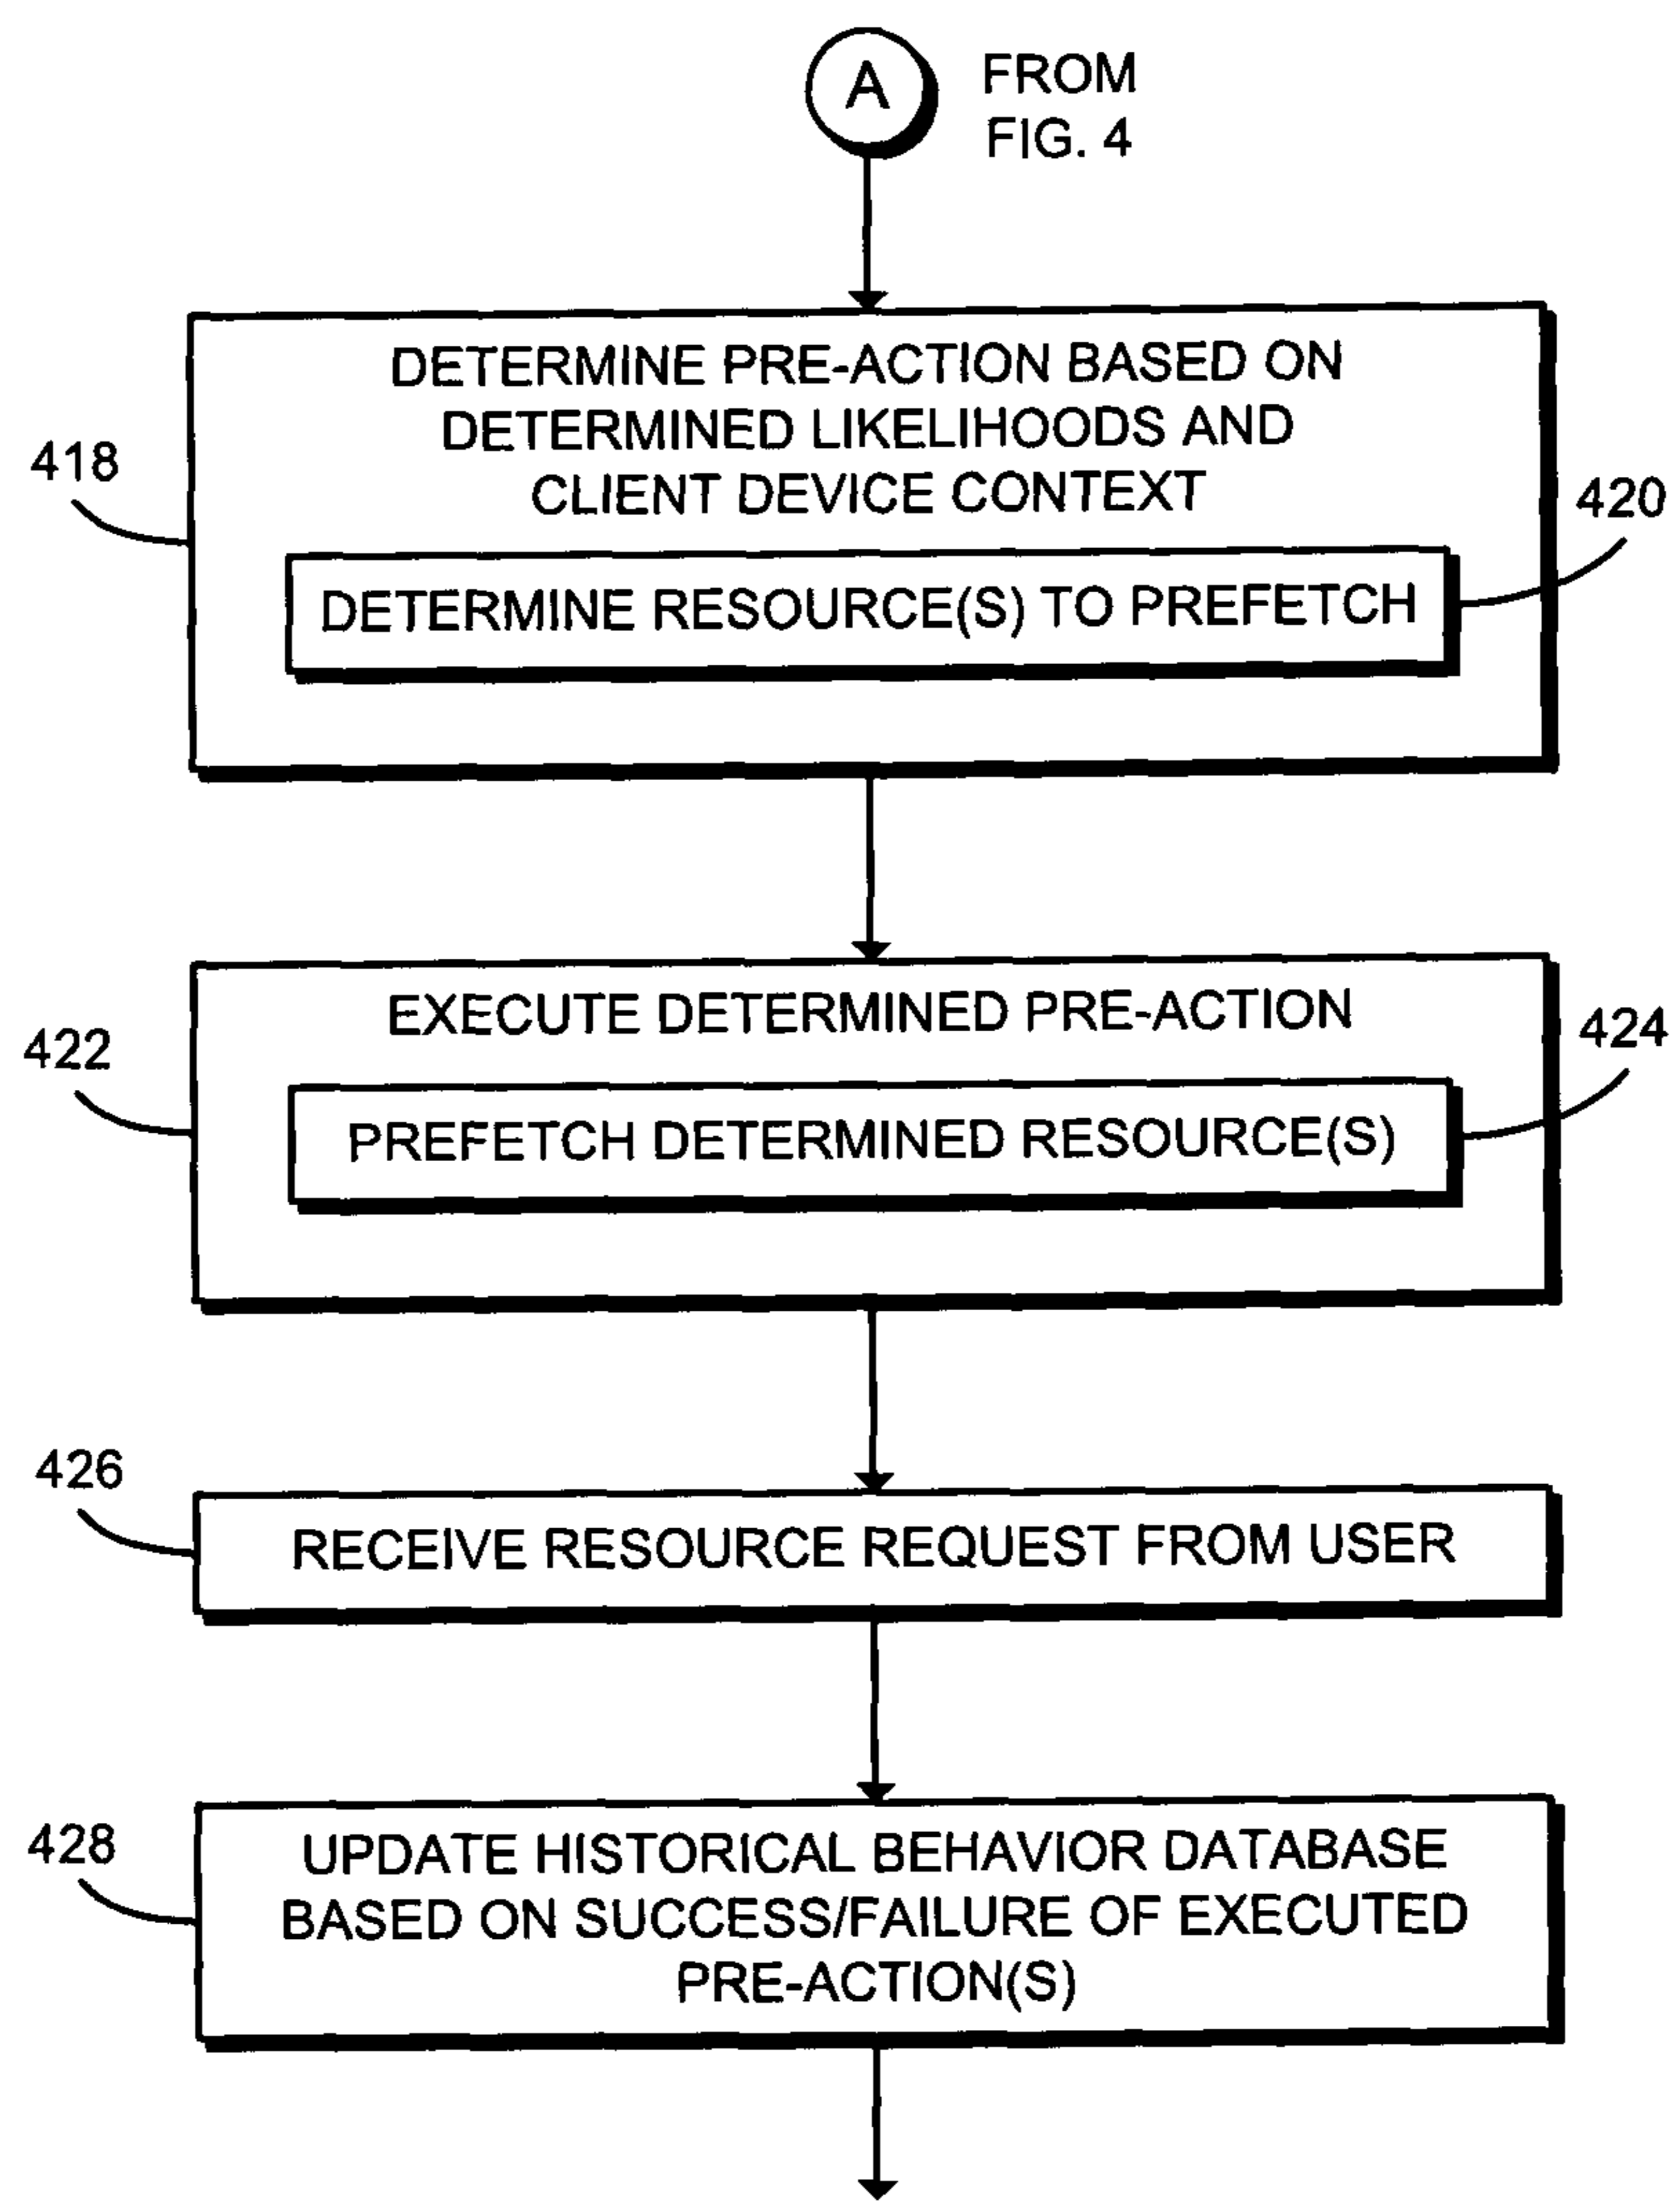 A
FROM
FIG. 4
DETERMINE PRE-ACTION BASED ON
DETERMINED LIKELIHOODS AND
CLIENT DEVICE CONTEXT
418
420
DETERMINE RESOURCE(S) TO PREFETCH
EXECUTE DETERMINED PRE-ACTION
422
424
PREFETCH DETERMINED RESOURCE(S)
426
RECEIVE RESOURCE REQUEST FROM USER
428
UPDATE HISTORICAL BEHAVIOR DATABASE
BASED ON SUCCESS/FAILURE OF EXECUTED
PRE-ACTION(S)